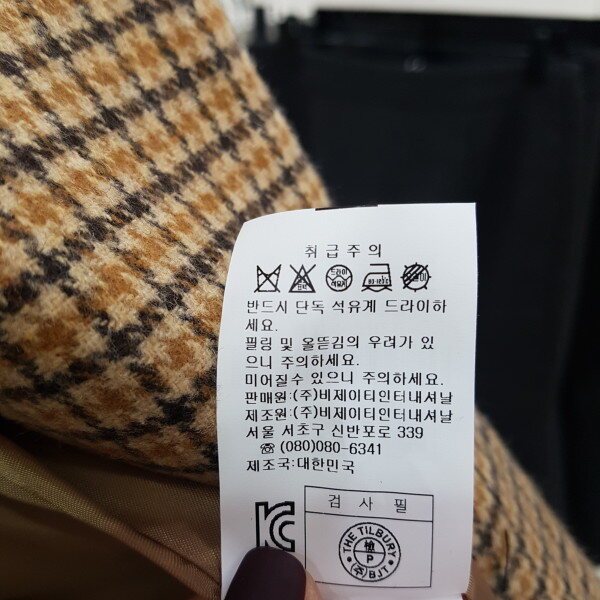 취급주의
드라이
반드시 단독 석유계 드라이하
세요.
필링 및 올뜯김의 우려가 있
으니 주의하세요.
미어질수 있으니 주의하세요.
판매원:(주)비제이티인터내셔날
제조원:(주)비제이티인터내셔날
서울 서초구 신반포로 339
☏(080)080-6341
제조국:대한민국
검사필
THE TILBURY
檢
P
(주)BJT